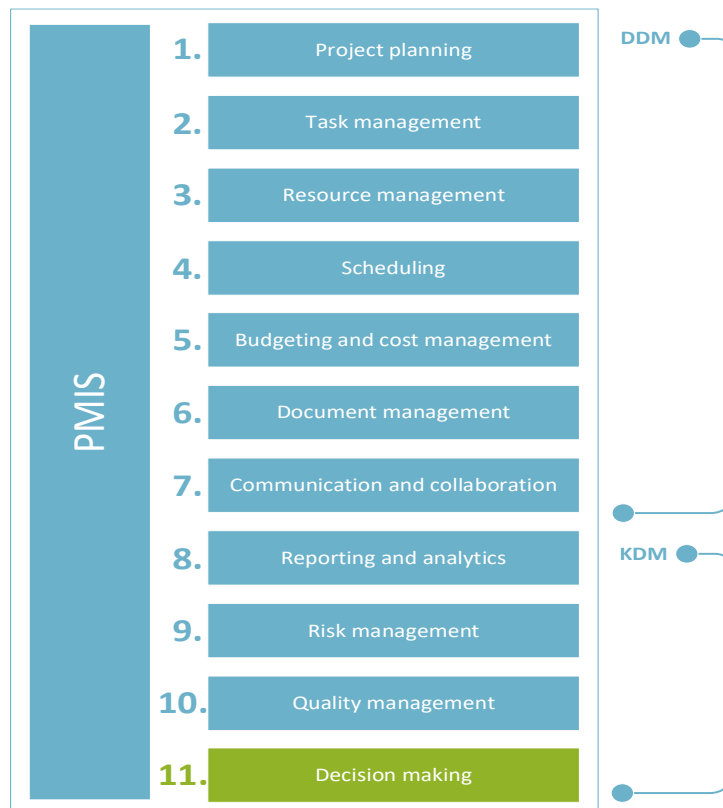 PMIS
1. Project planning
2. Task management
3. Resource management
4. Scheduling
5. Budgeting and cost management
6. Document management
7. Communication and collaboration
8. Reporting and analytics
9. Risk management
10. Quality management
11. Decision making
DDM
KDM